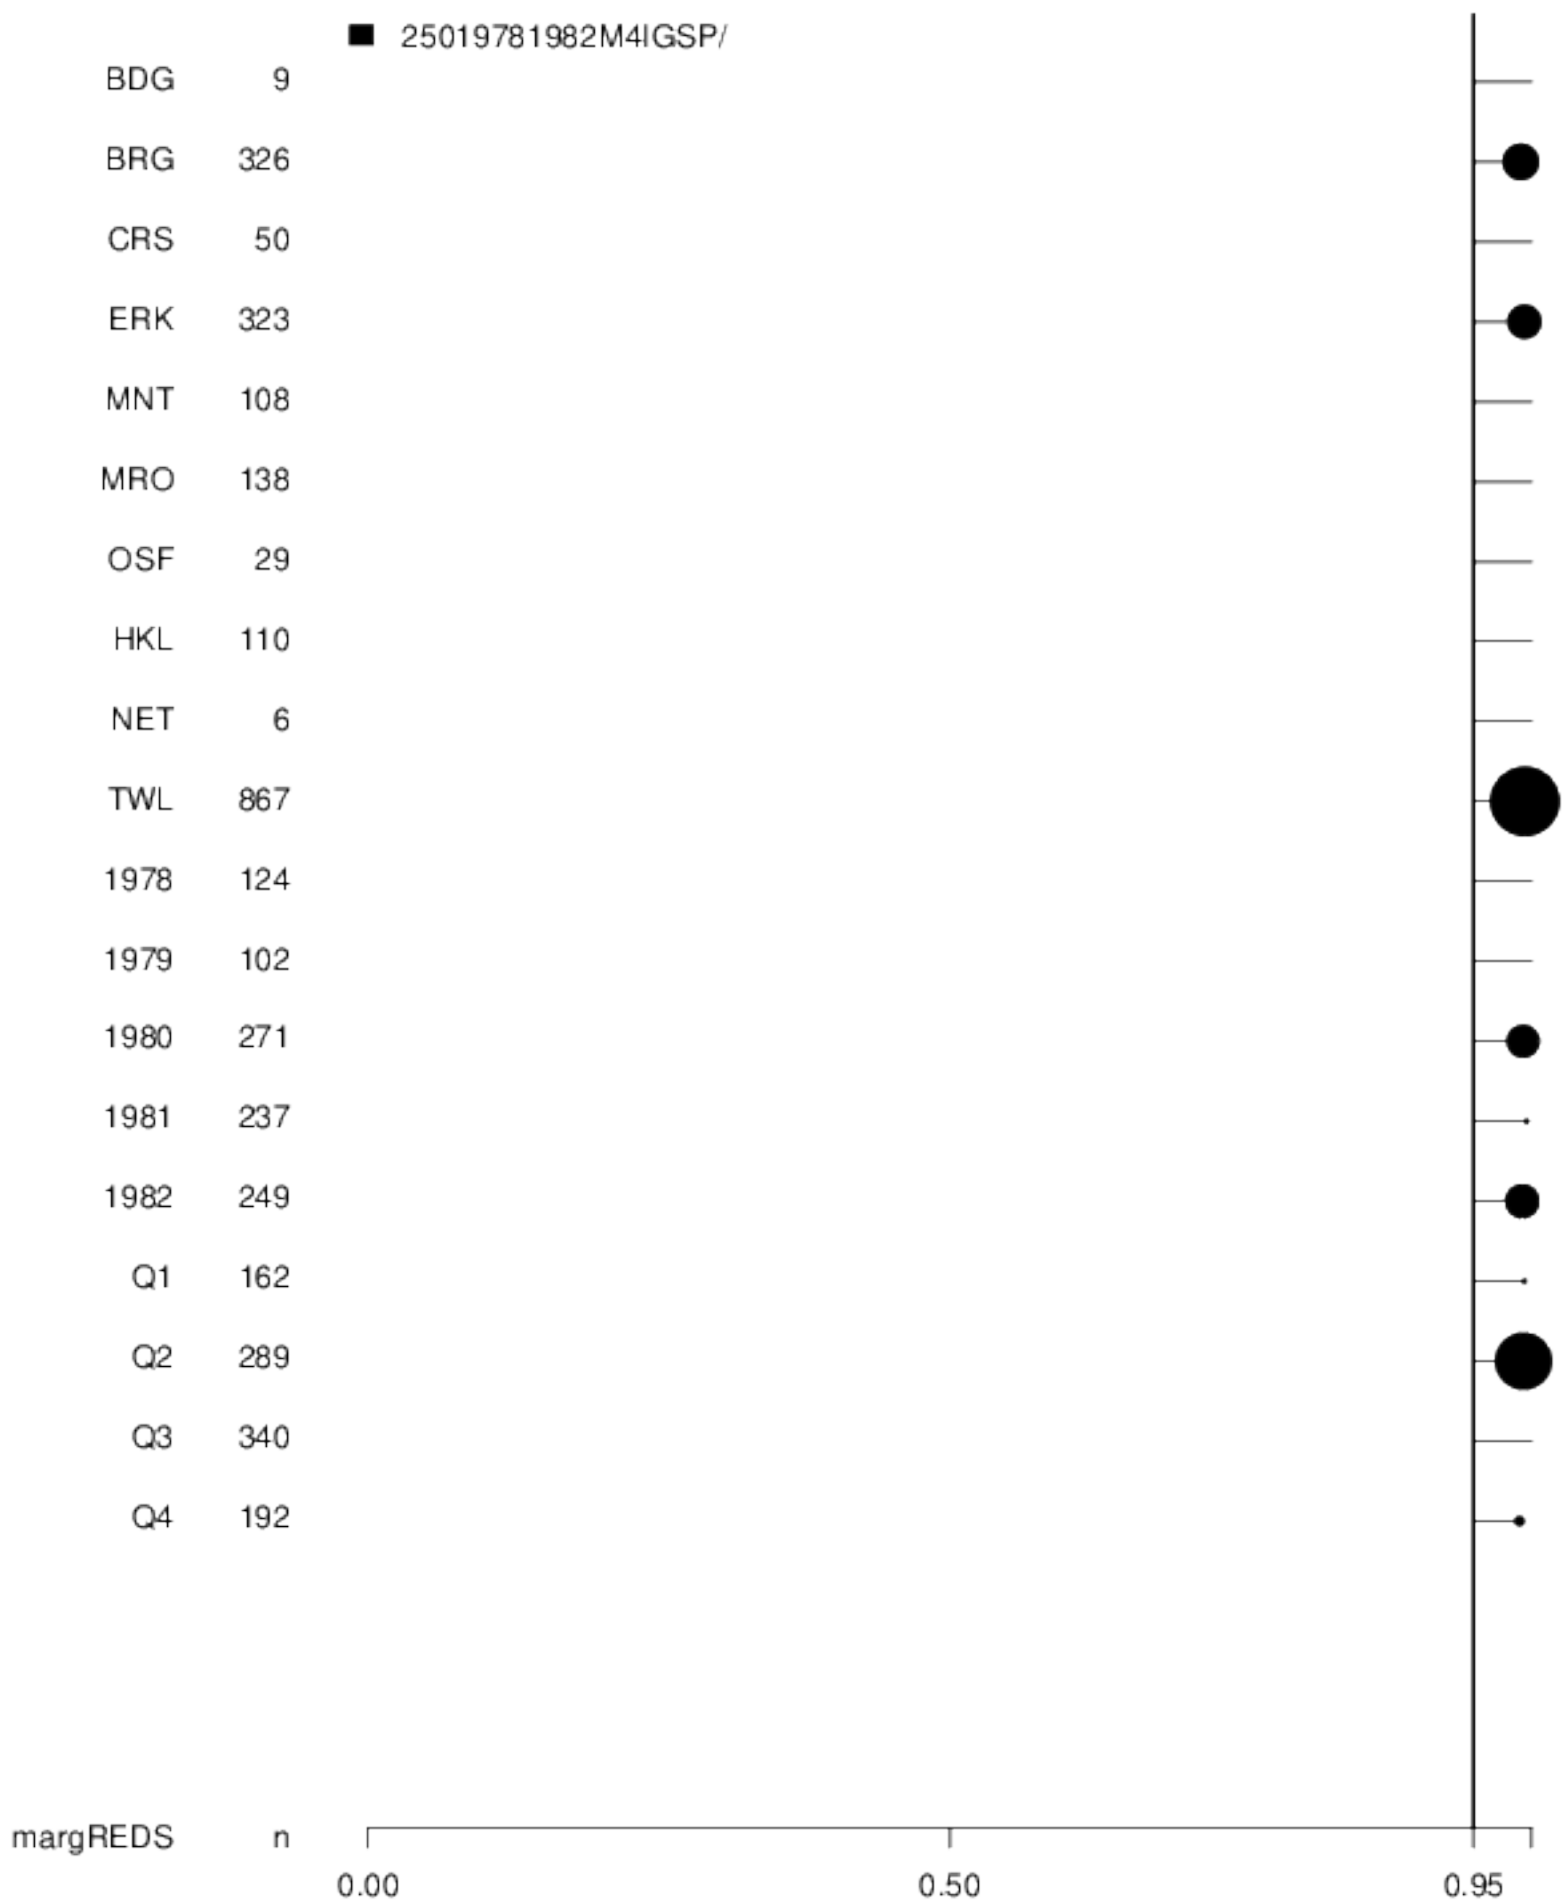 25019781982M4IGSP/
BDG 9
BRG 326
CRS 50
ERK 323
MNT 108
MRO 138
OSF 29
HKL 110
NET 6
TWL 867
1978 124
1979 102
1980 271
1981 237
1982 249
Q1 162
Q2 289
Q3 340
Q4 192
margREDS n
0.00 0.50 0.95